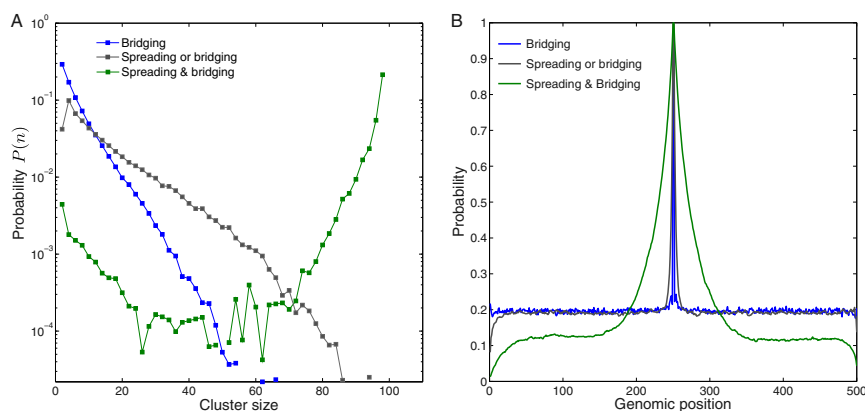 A
Probability P(n)
10^0
10^-1
10^-2
10^-3
10^-4
Bridging
Spreading or bridging
Spreading & bridging
0 20 40 60 80 100
Cluster size
B
Probability
1
0.9
0.8
0.7
0.6
0.5
0.4
0.3
0.2
0.1
0
Bridging
Spreading or bridging
Spreading & Bridging
0 100 200 300 400 500
Genomic position